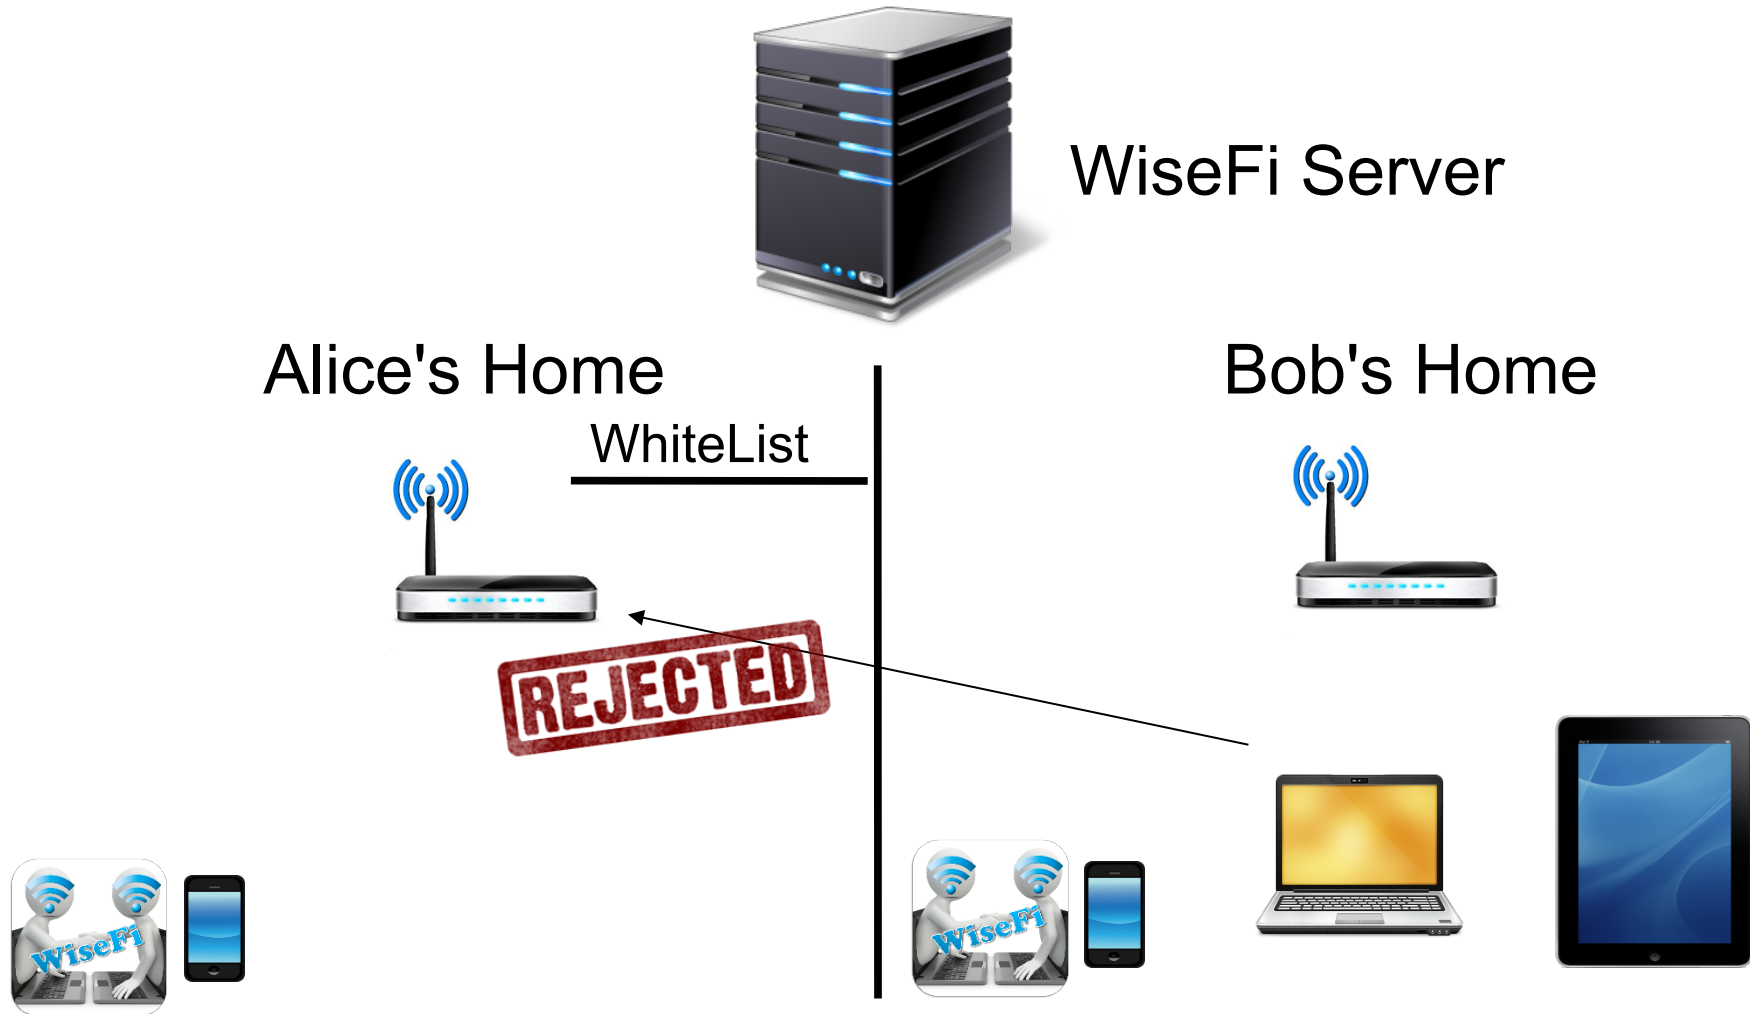 WiseFi Server
Alice's Home
Bob's Home
WhiteList
REJECTED
WiseFi
WiseFi